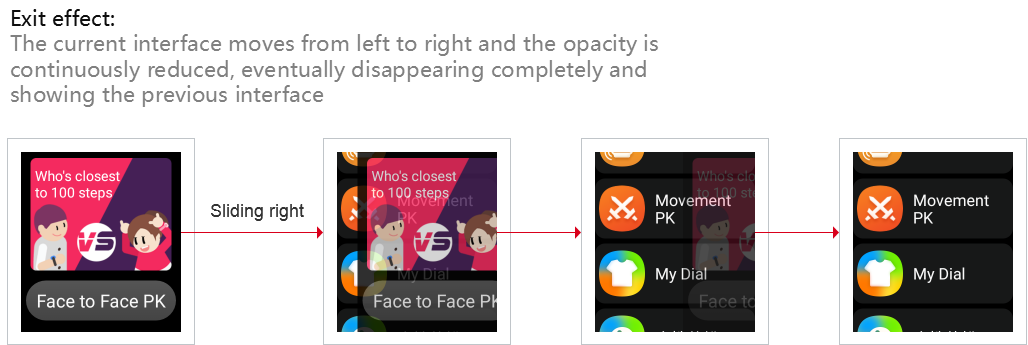 Exit effect:
The current interface moves from left to right and the opacity is
continuously reduced, eventually disappearing completely and
showing the previous interface
Who's closest
to 100 steps
VS
Face to Face PK
Sliding right
Who's closest
to 100 steps
Movement
PK
VS
My Dial
Face to Face PK
Who's clo
to 100 ste
Movement
PK
My Dial
Face to
Movement
PK
My Dial